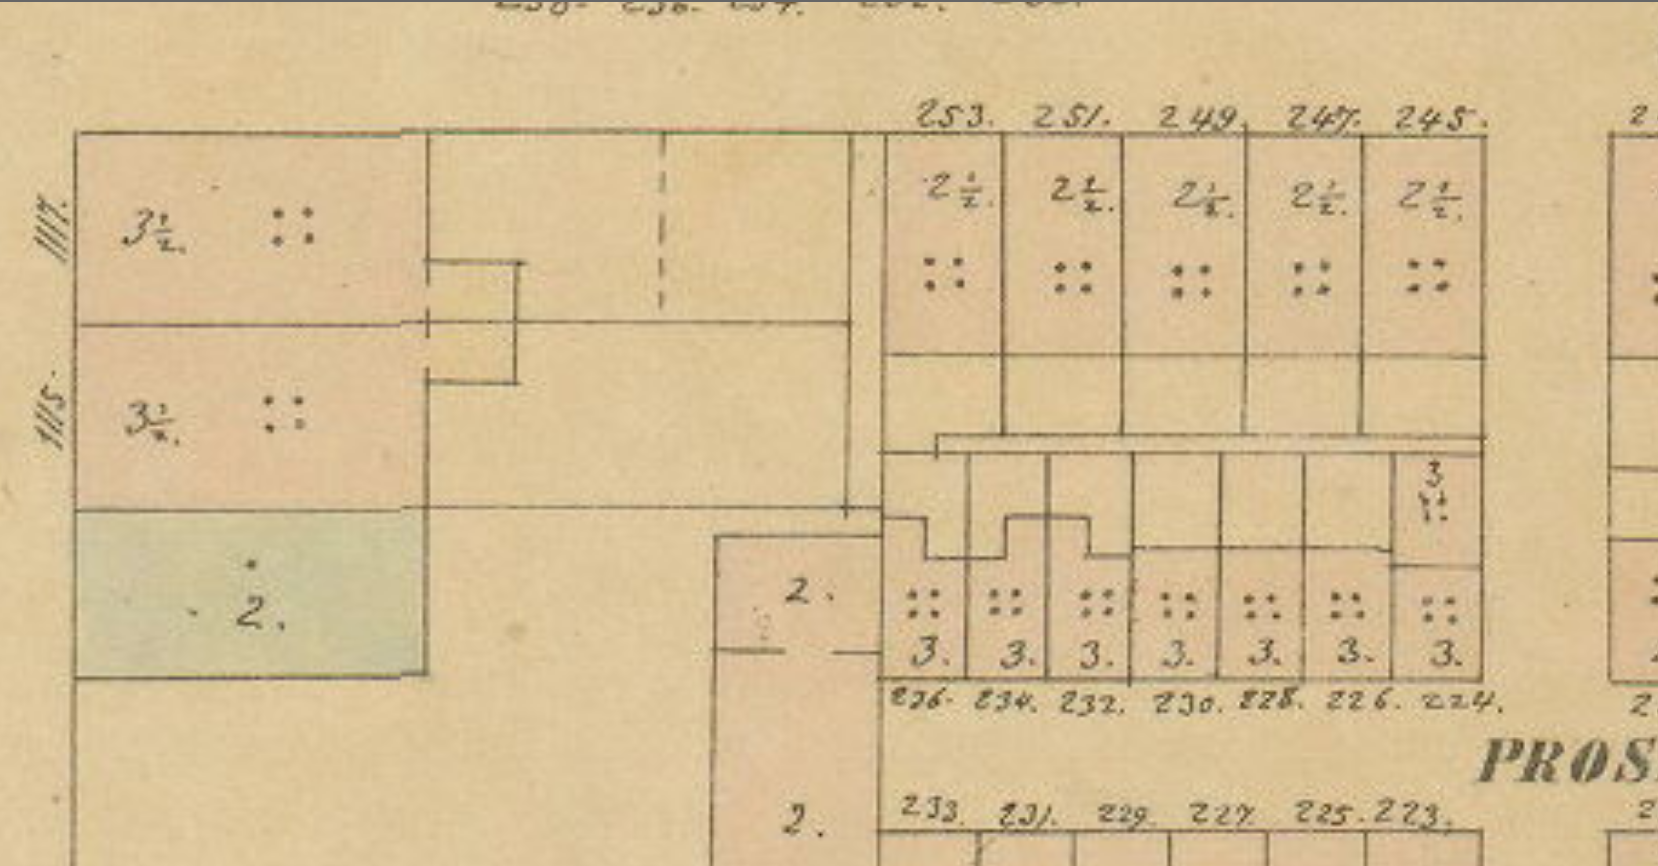 253. 251. 249. 247. 245.
2½. 2½. 2½. 2½. 2½.
1117. 3½.
1115. 3½.
3
2.
2.
3. 3. 3. 3. 3. 3. 3.
236. 234. 232. 230. 228. 226. 224.
PROS
2.
233. 231. 229. 227. 225. 223.